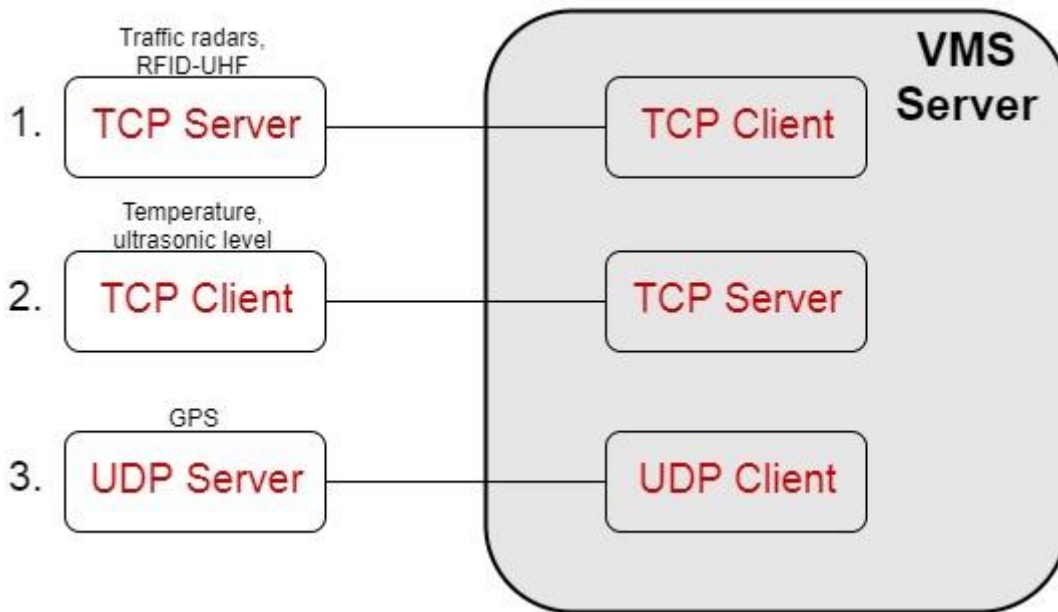 Traffic radars,
RFID-UHF
1.
TCP Server
TCP Client
VMS
Server
Temperature,
ultrasonic level
2.
TCP Client
TCP Server
GPS
3.
UDP Server
UDP Client